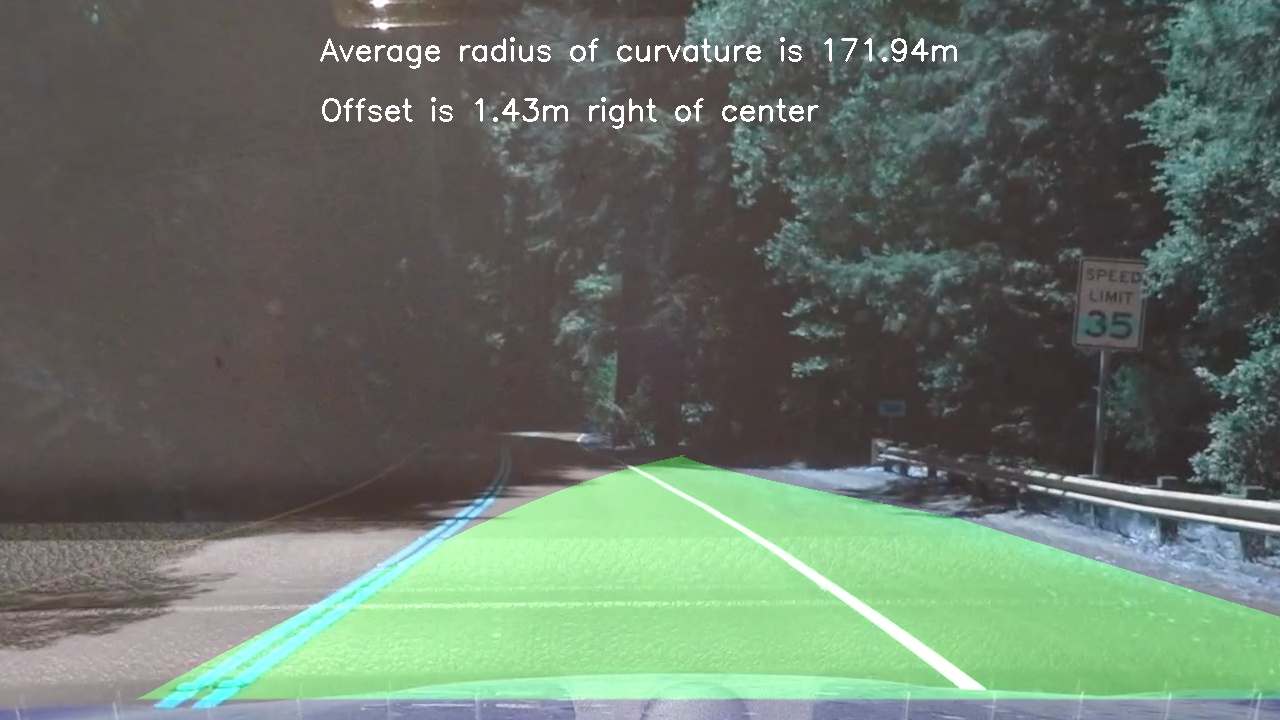 Average radius of curvature is 171.94m
Offset is 1.43m right of center
SPEED
LIMIT
35